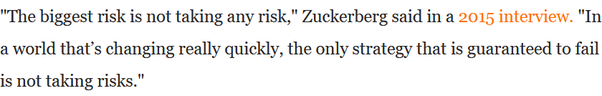 "The biggest risk is not taking any risk," Zuckerberg said in a 2015 interview. "In
a world that’s changing really quickly, the only strategy that is guaranteed to fail
is not taking risks."